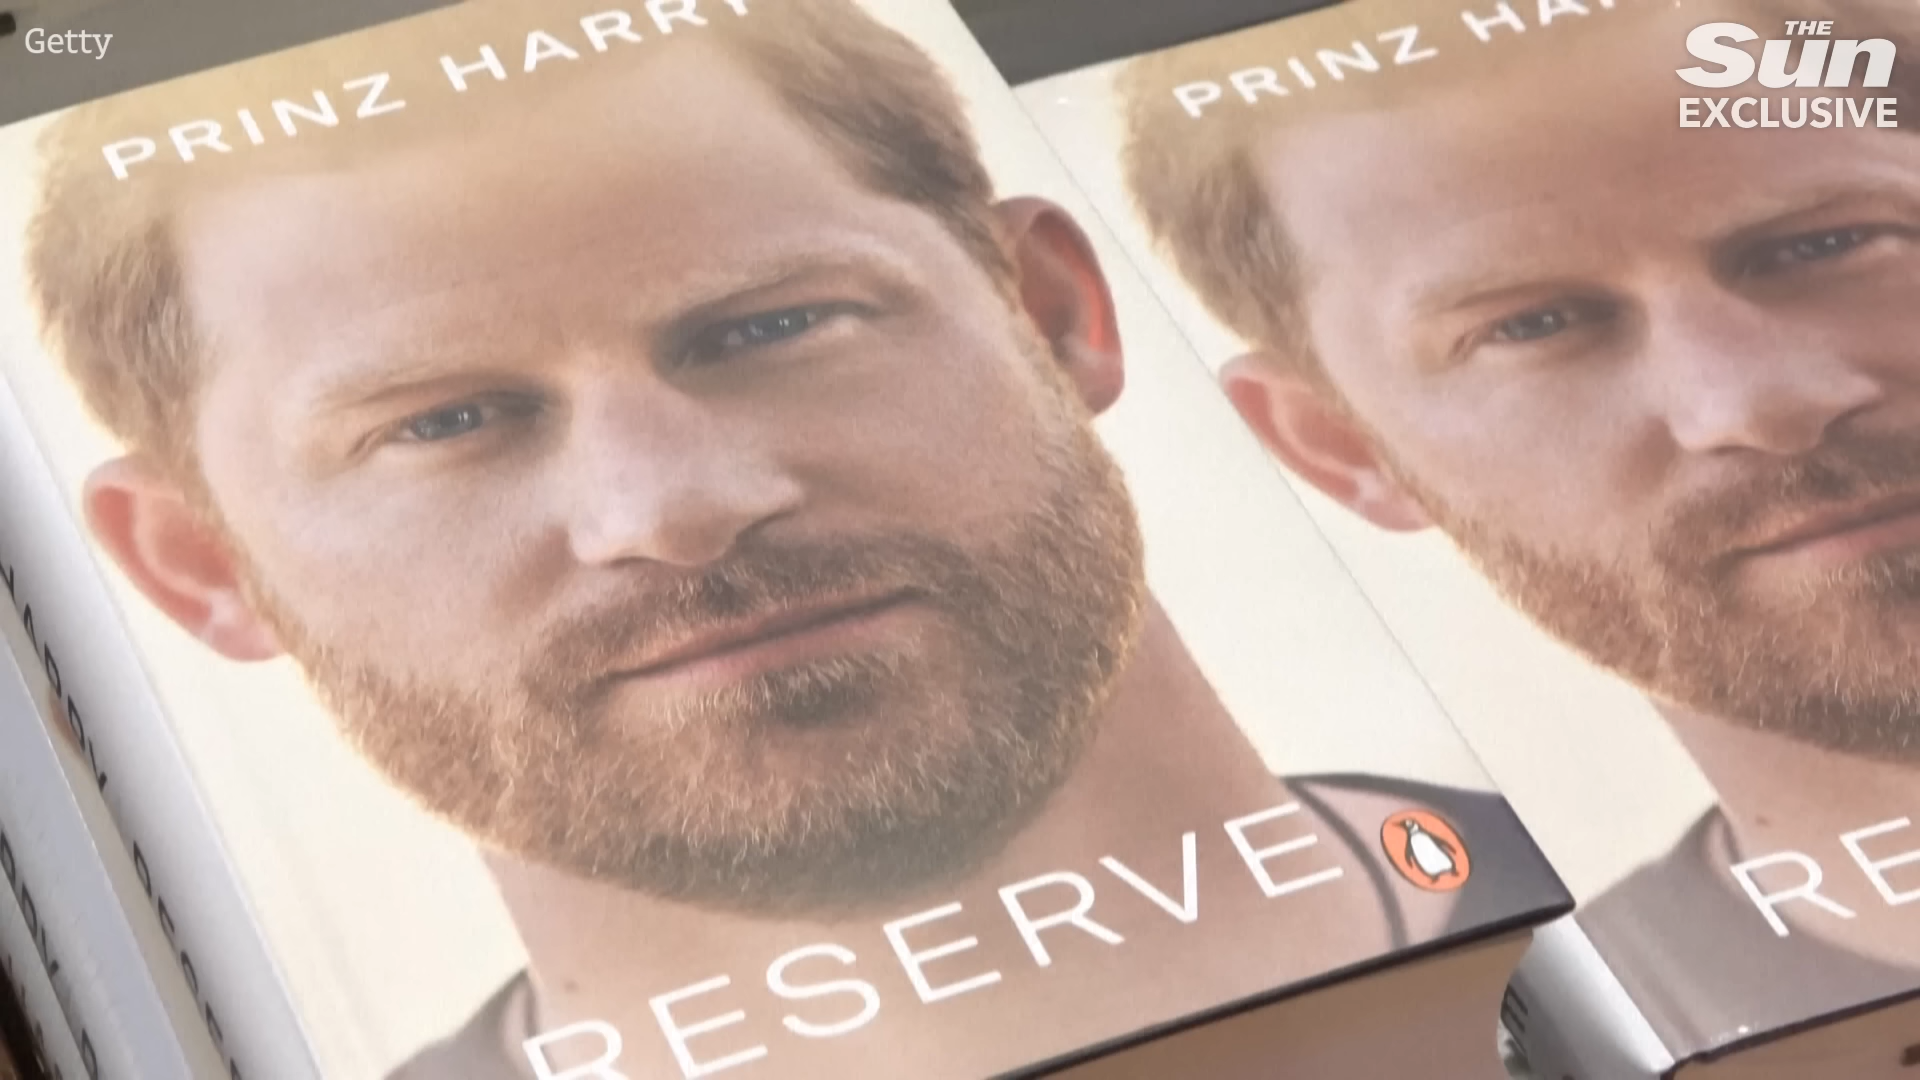 Getty
THE
Sun
EXCLUSIVE
PRINZ HARRY
RESERVE
PRINZ HA
RE